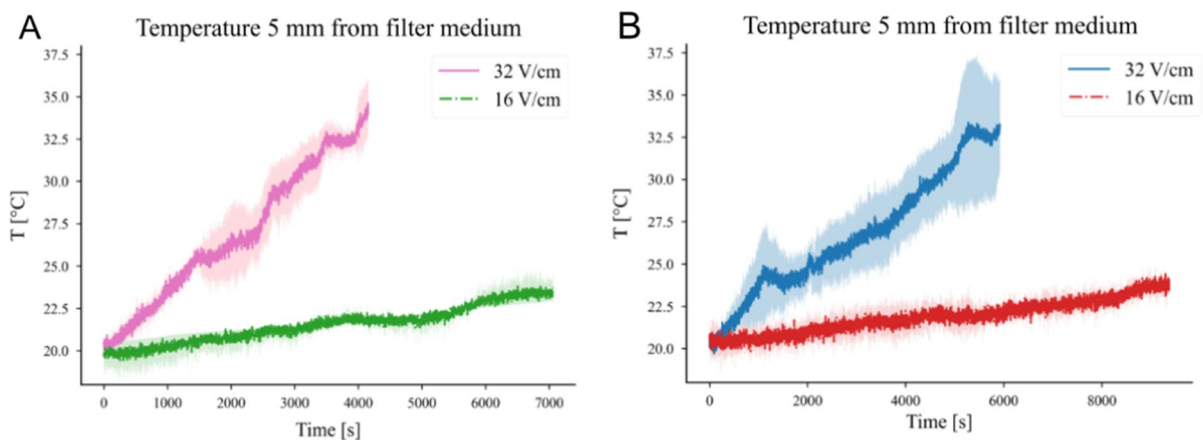 A
Temperature 5 mm from filter medium
37.5
35.0
32.5
30.0
27.5
25.0
22.5
20.0
T [°C]
32 V/cm
16 V/cm
0 1000 2000 3000 4000 5000 6000 7000
Time [s]
B
Temperature 5 mm from filter medium
37.5
35.0
32.5
30.0
27.5
25.0
22.5
20.0
T [°C]
32 V/cm
16 V/cm
0 2000 4000 6000 8000
Time [s]